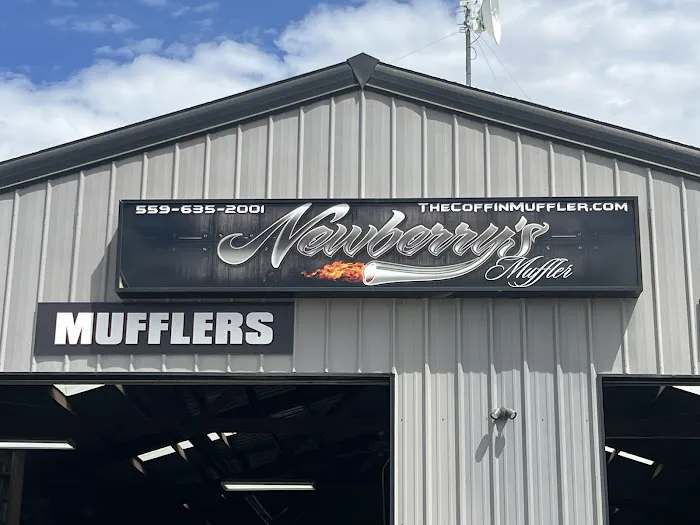 559-635-2001
THECOFFINMUFFLER.COM
Newberry's
Muffler
MUFFLERS